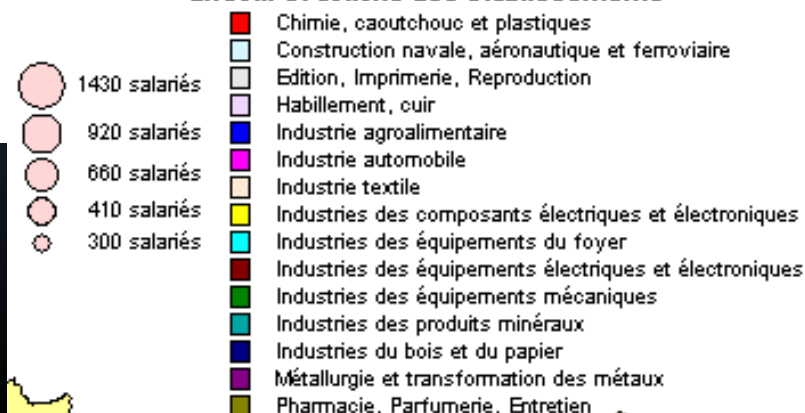 Chimie, caoutchouc et plastiques
Construction navale, aéronautique et ferroviaire
Edition, Imprimerie, Reproduction
Habillement, cuir
Industrie agroalimentaire
Industrie automobile
Industrie textile
Industries des composants électriques et électroniques
Industries des équipements du foyer
Industries des équipements électriques et électroniques
Industries des équipements mécaniques
Industries des produits minéraux
Industries du bois et du papier
Métallurgie et transformation des métaux
Pharmacie, Parfumerie, Entretien
1430 salariés
920 salariés
660 salariés
410 salariés
300 salariés